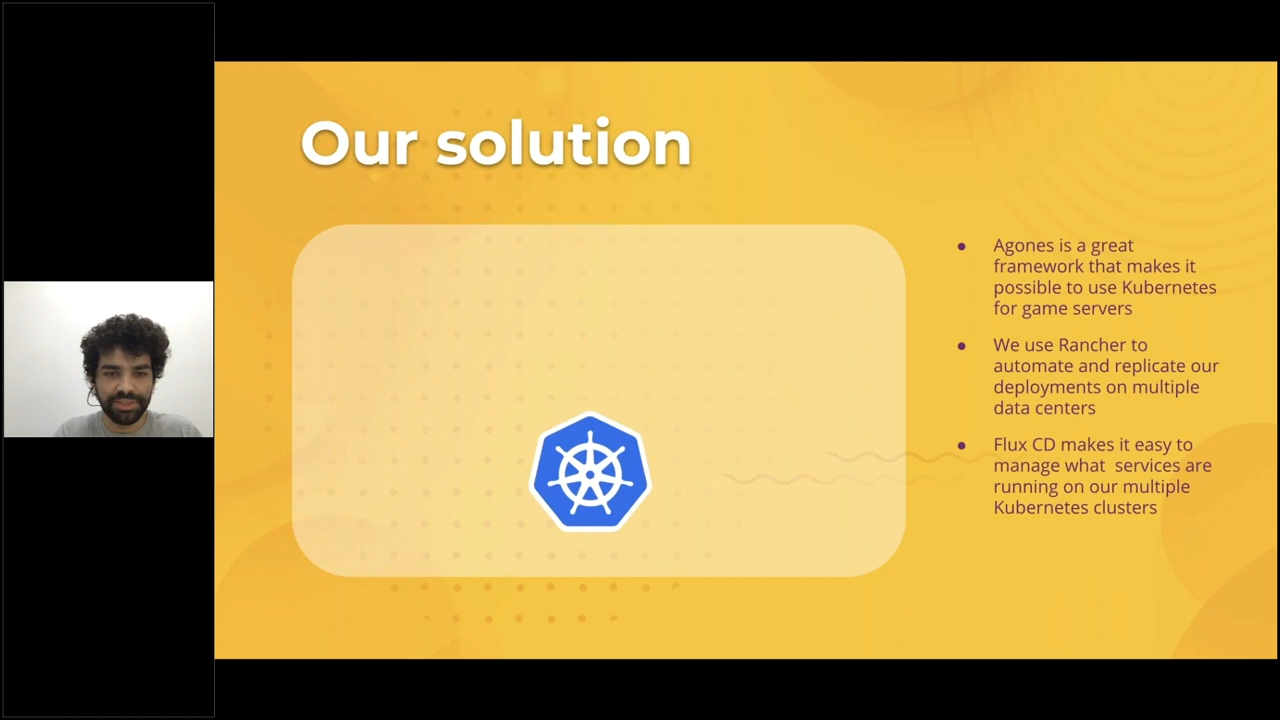 Our solution
● Agones is a great
framework that makes it
possible to use Kubernetes
for game servers
● We use Rancher to
automate and replicate our
deployments on multiple
data centers
● Flux CD makes it easy to
manage what  services are
running on our multiple
Kubernetes clusters